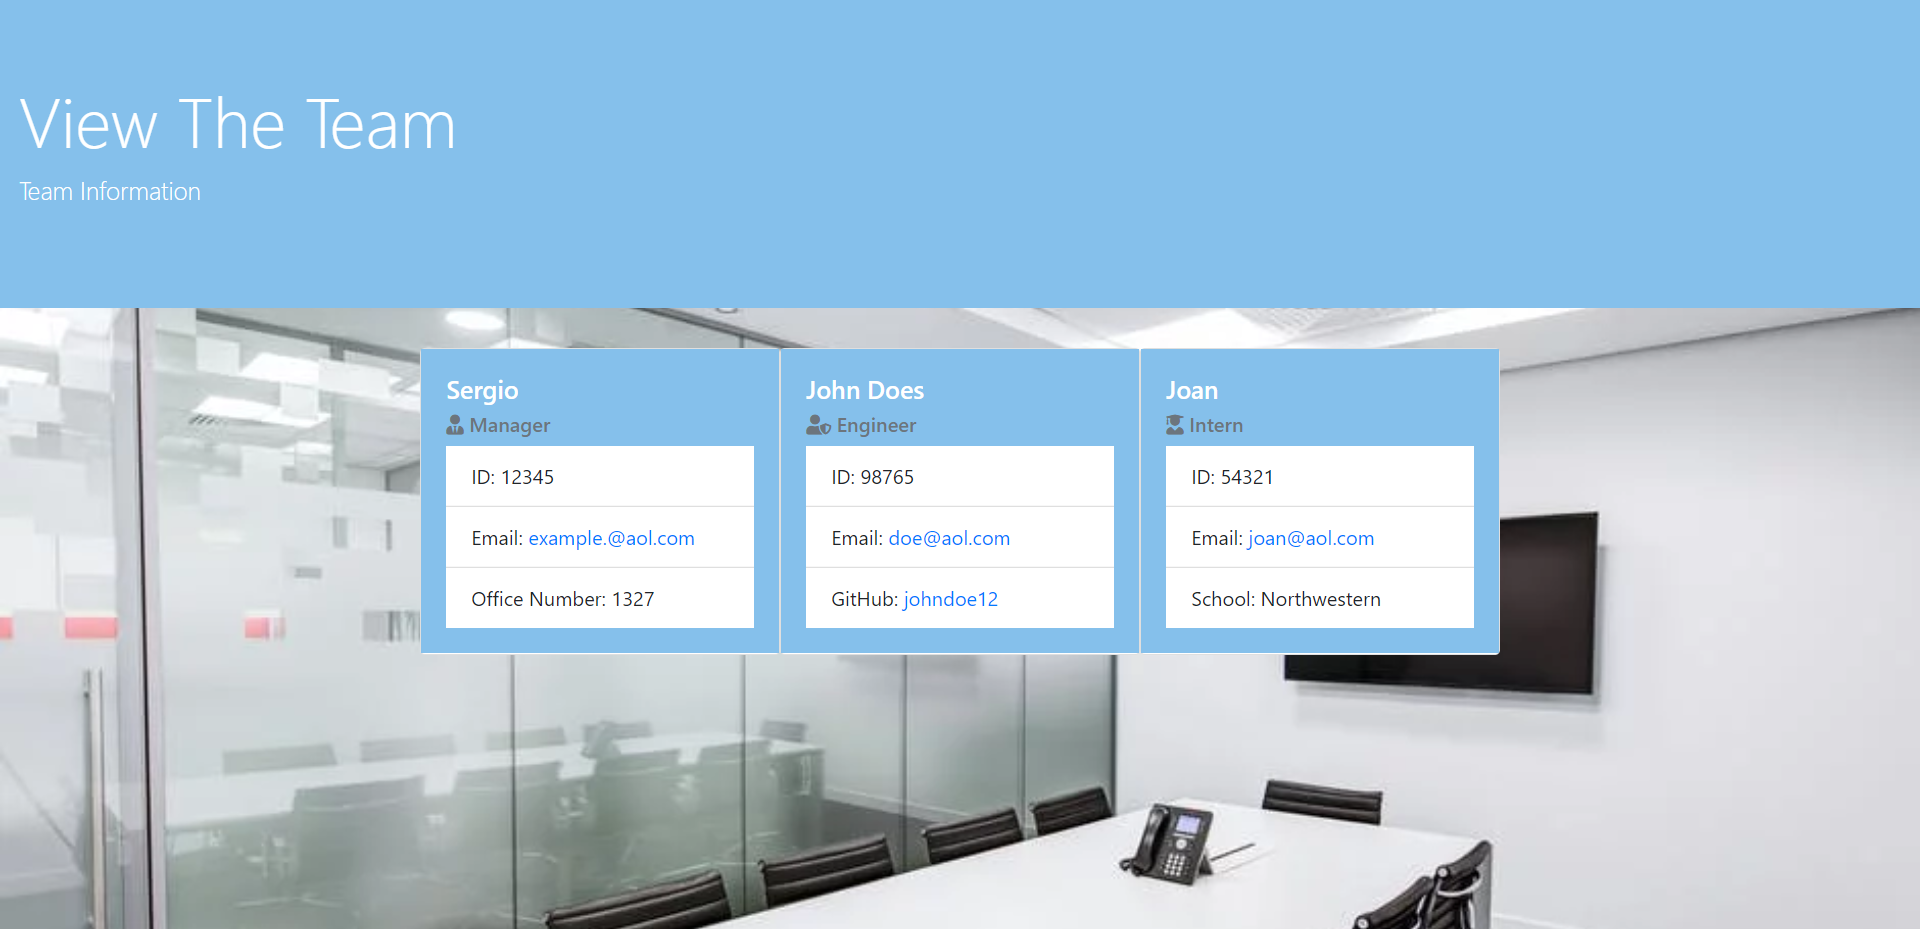 View The Team
Team Information
Sergio
Manager
ID: 12345
Email: example.@aol.com
Office Number: 1327
John Does
Engineer
ID: 98765
Email: doe@aol.com
GitHub: johndoe12
Joan
Intern
ID: 54321
Email: joan@aol.com
School: Northwestern